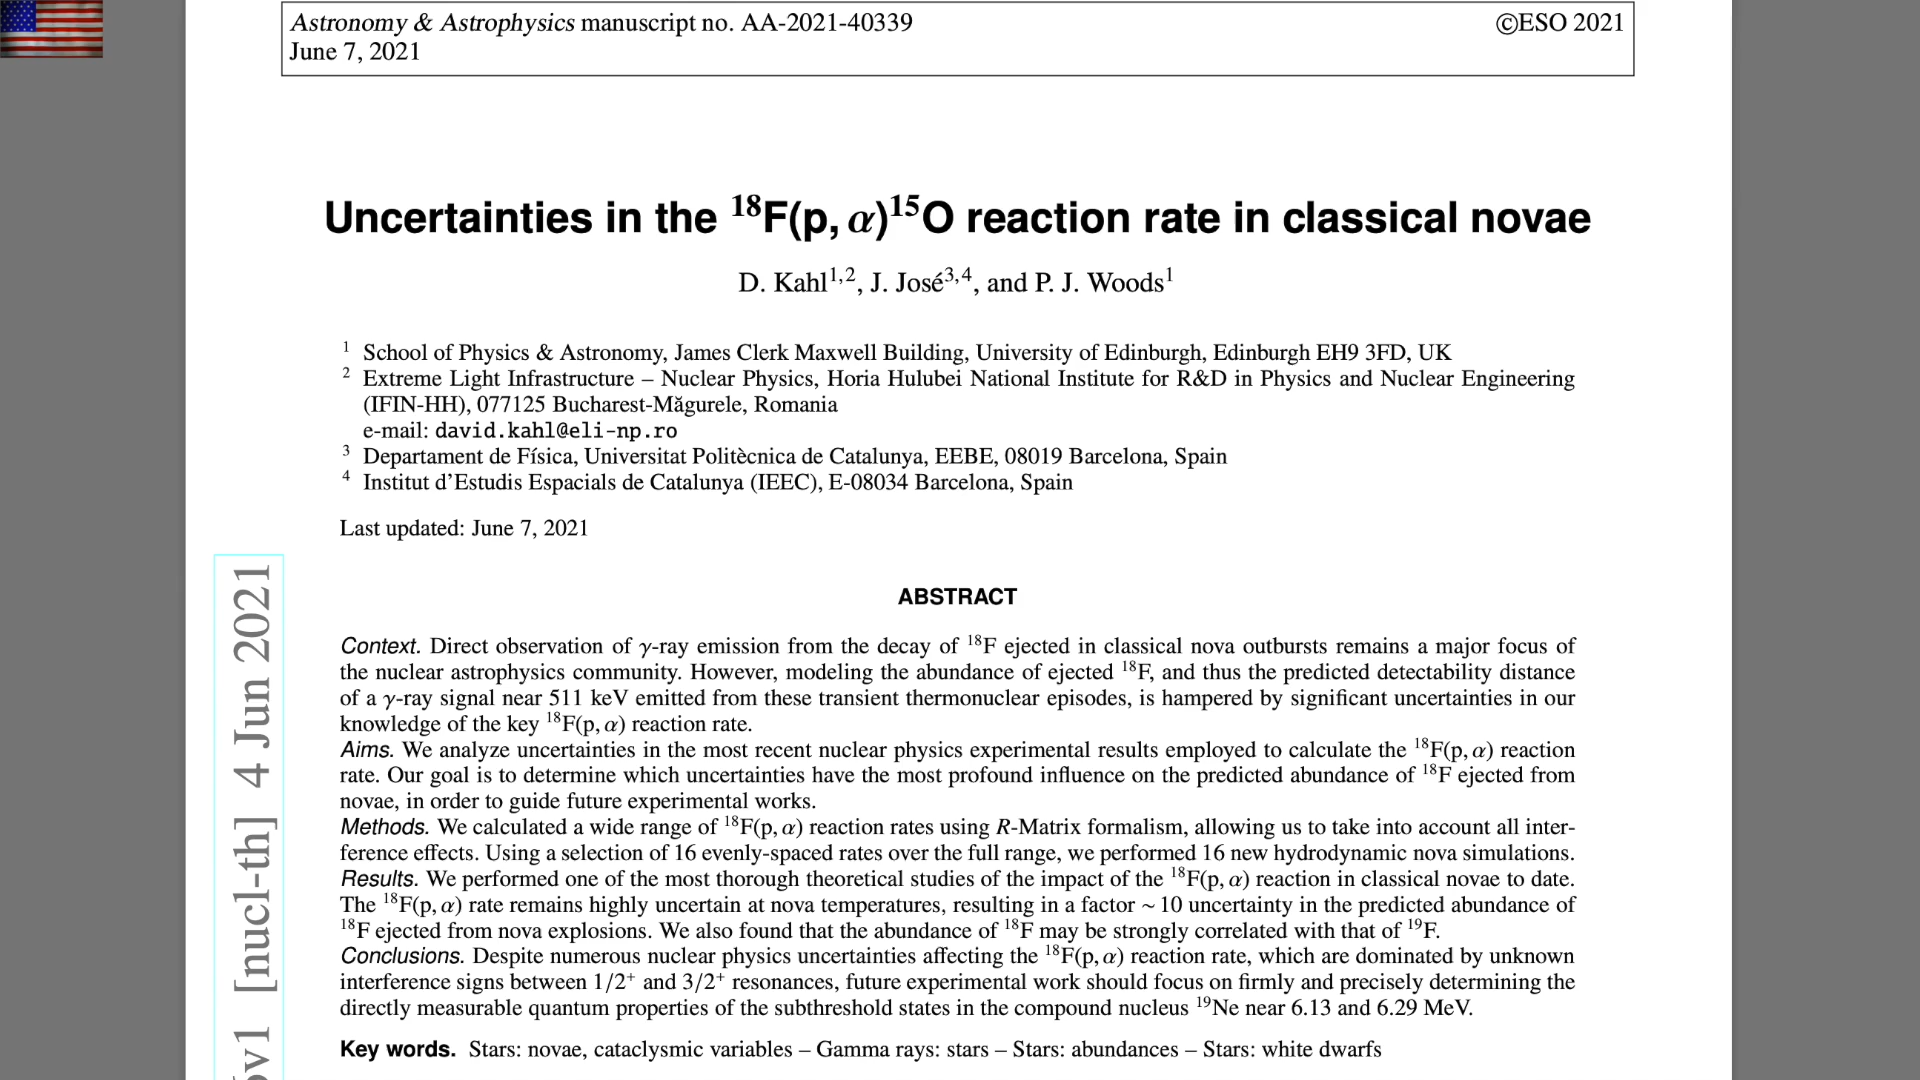 Astronomy & Astrophysics manuscript no. AA-2021-40339 ©ESO 2021
June 7, 2021
Uncertainties in the ¹⁸F(p, α)¹⁵O reaction rate in classical novae
D. Kahl¹,², J. José³,⁴, and P. J. Woods¹
¹ School of Physics & Astronomy, James Clerk Maxwell Building, University of Edinburgh, Edinburgh EH9 3FD, UK
² Extreme Light Infrastructure – Nuclear Physics, Horia Hulubei National Institute for R&D in Physics and Nuclear Engineering
(IFIN-HH), 077125 Bucharest-Măgurele, Romania
e-mail: david.kahl@eli-np.ro
³ Departament de Física, Universitat Politècnica de Catalunya, EEBE, 08019 Barcelona, Spain
⁴ Institut d'Estudis Espacials de Catalunya (IEEC), E-08034 Barcelona, Spain
Last updated: June 7, 2021
ABSTRACT
Context. Direct observation of γ-ray emission from the decay of ¹⁸F ejected in classical nova outbursts remains a major focus of
the nuclear astrophysics community. However, modeling the abundance of ejected ¹⁸F, and thus the predicted detectability distance
of a γ-ray signal near 511 keV emitted from these transient thermonuclear episodes, is hampered by significant uncertainties in our
knowledge of the key ¹⁸F(p, α) reaction rate.
Aims. We analyze uncertainties in the most recent nuclear physics experimental results employed to calculate the ¹⁸F(p, α) reaction
rate. Our goal is to determine which uncertainties have the most profound influence on the predicted abundance of ¹⁸F ejected from
novae, in order to guide future experimental works.
Methods. We calculated a wide range of ¹⁸F(p, α) reaction rates using R-Matrix formalism, allowing us to take into account all inter-
ference effects. Using a selection of 16 evenly-spaced rates over the full range, we performed 16 new hydrodynamic nova simulations.
Results. We performed one of the most thorough theoretical studies of the impact of the ¹⁸F(p, α) reaction in classical novae to date.
The ¹⁸F(p, α) rate remains highly uncertain at nova temperatures, resulting in a factor ~ 10 uncertainty in the predicted abundance of
¹⁸F ejected from nova explosions. We also found that the abundance of ¹⁸F may be strongly correlated with that of ¹⁹F.
Conclusions. Despite numerous nuclear physics uncertainties affecting the ¹⁸F(p, α) reaction rate, which are dominated by unknown
interference signs between 1/2⁺ and 3/2⁺ resonances, future experimental work should focus on firmly and precisely determining the
directly measurable quantum properties of the subthreshold states in the compound nucleus ¹⁹Ne near 6.13 and 6.29 MeV.
Key words. Stars: novae, cataclysmic variables – Gamma rays: stars – Stars: abundances – Stars: white dwarfs
v1 [nucl-th] 4 Jun 2021